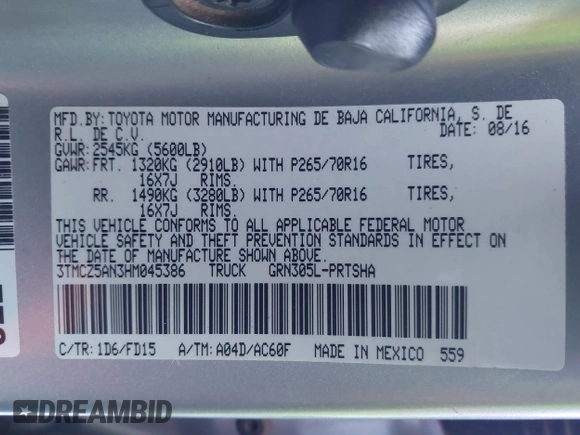 MFD.BY: TOYOTA MOTOR MANUFACTURING DE BAJA CALIFORNIA, S. DE
R.L. DE C.V. DATE: 08/16
GVWR: 2545KG (5600LB)
GAWR: FRT. 1320KG (2910LB) WITH P265/70R16 TIRES,
16X7J RIMS.
RR. 1490KG (3280LB) WITH P265/70R16 TIRES,
16X7J RIMS.
THIS VEHICLE CONFORMS TO ALL APPLICABLE FEDERAL MOTOR
VEHICLE SAFETY AND THEFT PREVENTION STANDARDS IN EFFECT ON
THE DATE OF MANUFACTURE SHOWN ABOVE.
3TMCZ5AN3HM045386 TRUCK GRN305L-PRTSHA
C/TR: 1D6/FD15 A/TM: A04D/AC60F MADE IN MEXICO 559
DREAMBID